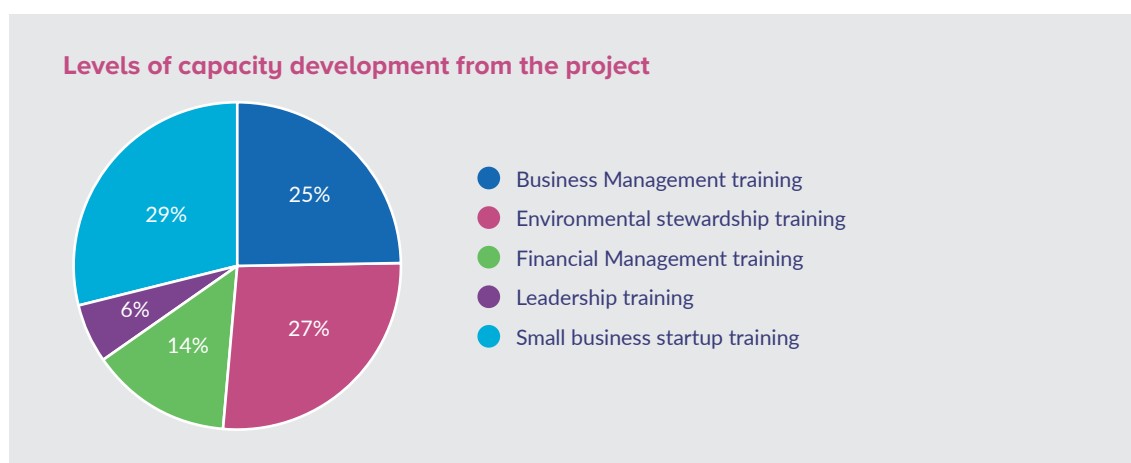 Levels of capacity development from the project
25%
29%
6%
14%
27%
Business Management training
Environmental stewardship training
Financial Management training
Leadership training
Small business startup training